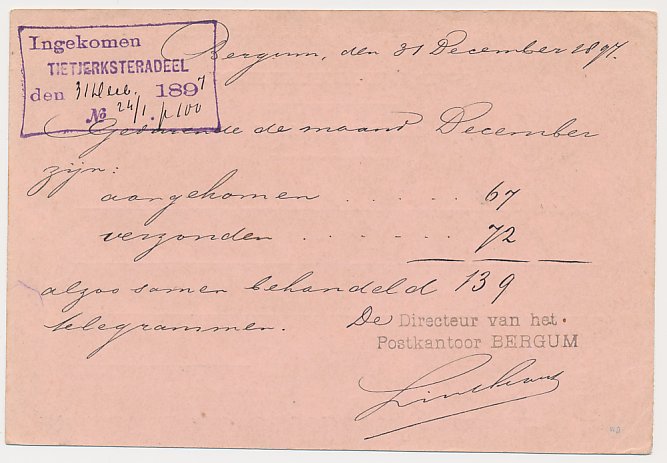 Ingekomen
TIETJERKSTERADEEL
den 31 Dec. 1897
No 24/1. p 100
Bergum, den 31 December 1897.
Gedurende de maand December
zijn:
aangekomen . . . . . . 67
verzonden . . . . . . 72
alzoo samen behandeld 139
telegrammen. De Directeur van het
Postkantoor BERGUM